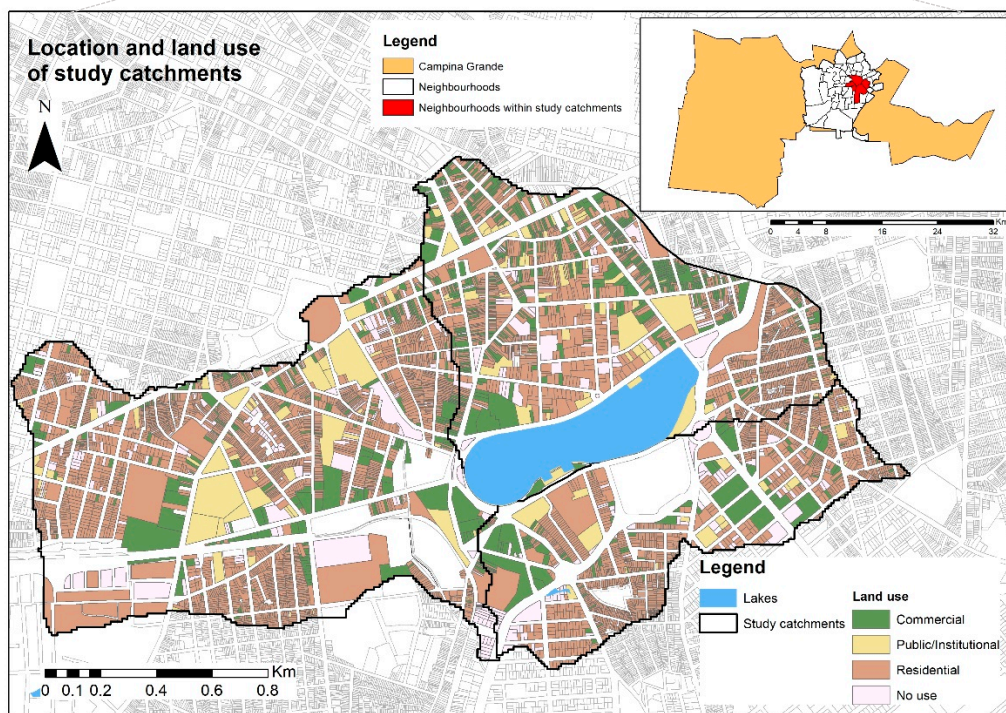 Location and land use
of study catchments
N
Legend
Campina Grande
Neighbourhoods
Neighbourhoods within study catchments
Km
0 4 8 16 24 32
Legend
Lakes
Study catchments
Land use
Commercial
Public/Institutional
Residential
No use
Km
0 0.1 0.2 0.4 0.6 0.8